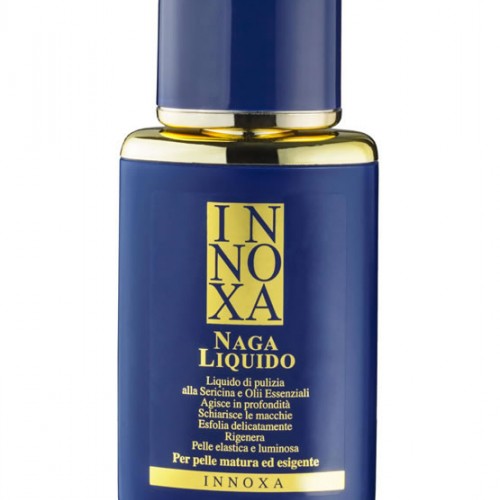 IN
NO
XA
NAGA
LIQUIDO
Liquido di pulizia
alla Sericina e Olii Essenziali
Agisce in profondità
Schiarisce le macchie
Esfolia delicatamente
Rigenera
Pelle elastica e luminosa
Per pelle matura ed esigente
INNOXA